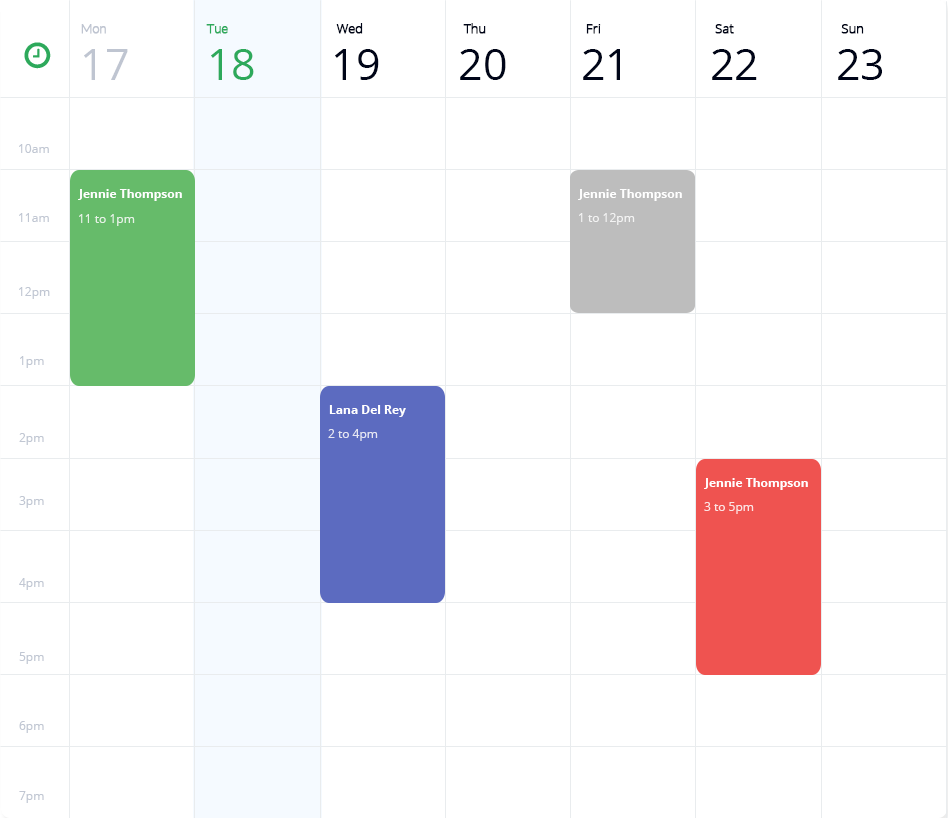 Mon
17
Tue
18
Wed
19
Thu
20
Fri
21
Sat
22
Sun
23
10am
Jennie Thompson
11 to 1pm
Jennie Thompson
1 to 12pm
11am
12pm
1pm
Lana Del Rey
2 to 4pm
2pm
Jennie Thompson
3 to 5pm
3pm
4pm
5pm
6pm
7pm